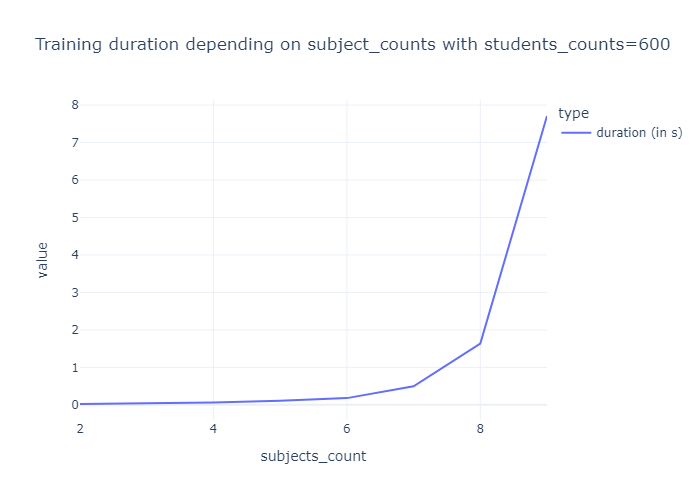 Training duration depending on subject_counts with students_counts=600
type
duration (in s)
8
7
6
5
4
3
2
1
0
value
2
4
6
8
subjects_count